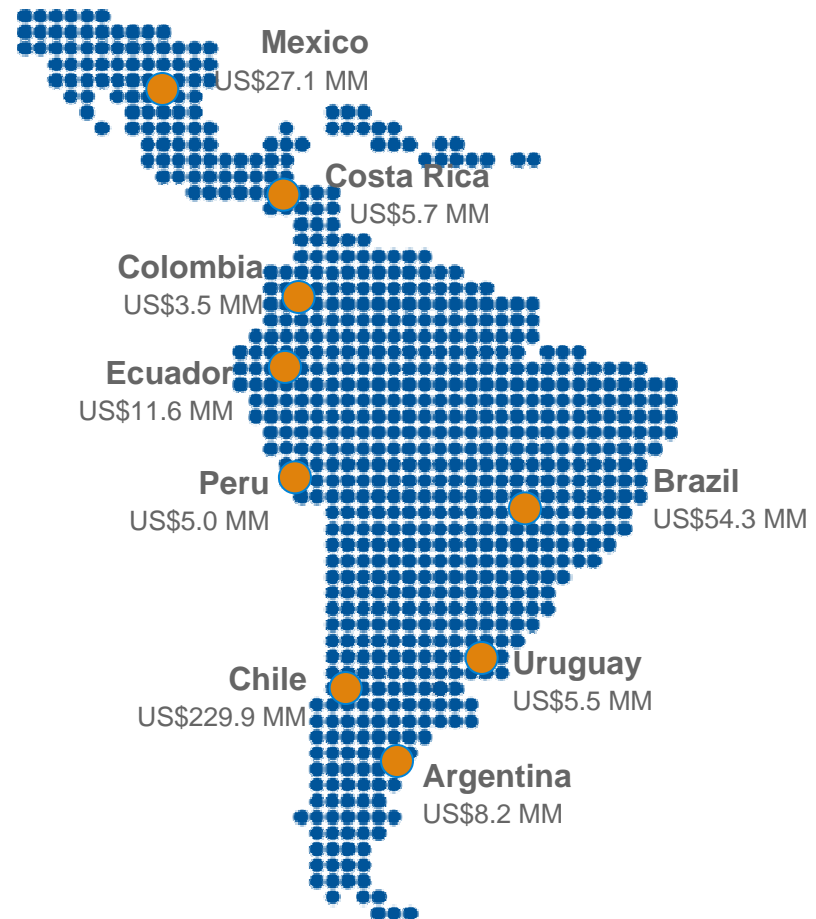 Mexico
US$27.1 MM
Costa Rica
US$5.7 MM
Colombia
US$3.5 MM
Ecuador
US$11.6 MM
Peru
US$5.0 MM
Brazil
US$54.3 MM
Uruguay
US$5.5 MM
Chile
US$229.9 MM
Argentina
US$8.2 MM